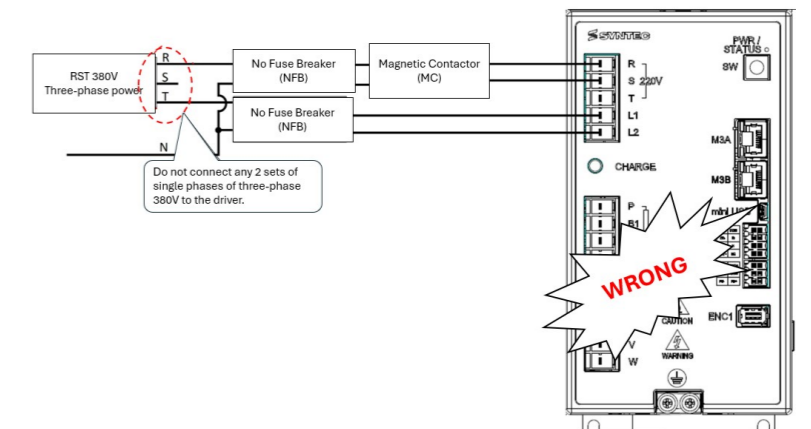 RST 380V
Three-phase power
R
S
T
N
No Fuse Breaker
(NFB)
Magnetic Contactor
(MC)
No Fuse Breaker
(NFB)
Do not connect any 2 sets of
single phases of three-phase
380V to the driver.
SYNTEC
PWR /
STATUS
SW
R
S 220V
T
L1
L2
CHARGE
M3A
M3B
mini US
P
B1
WRONG
CAUTION
ENC1
V
WARNING
W